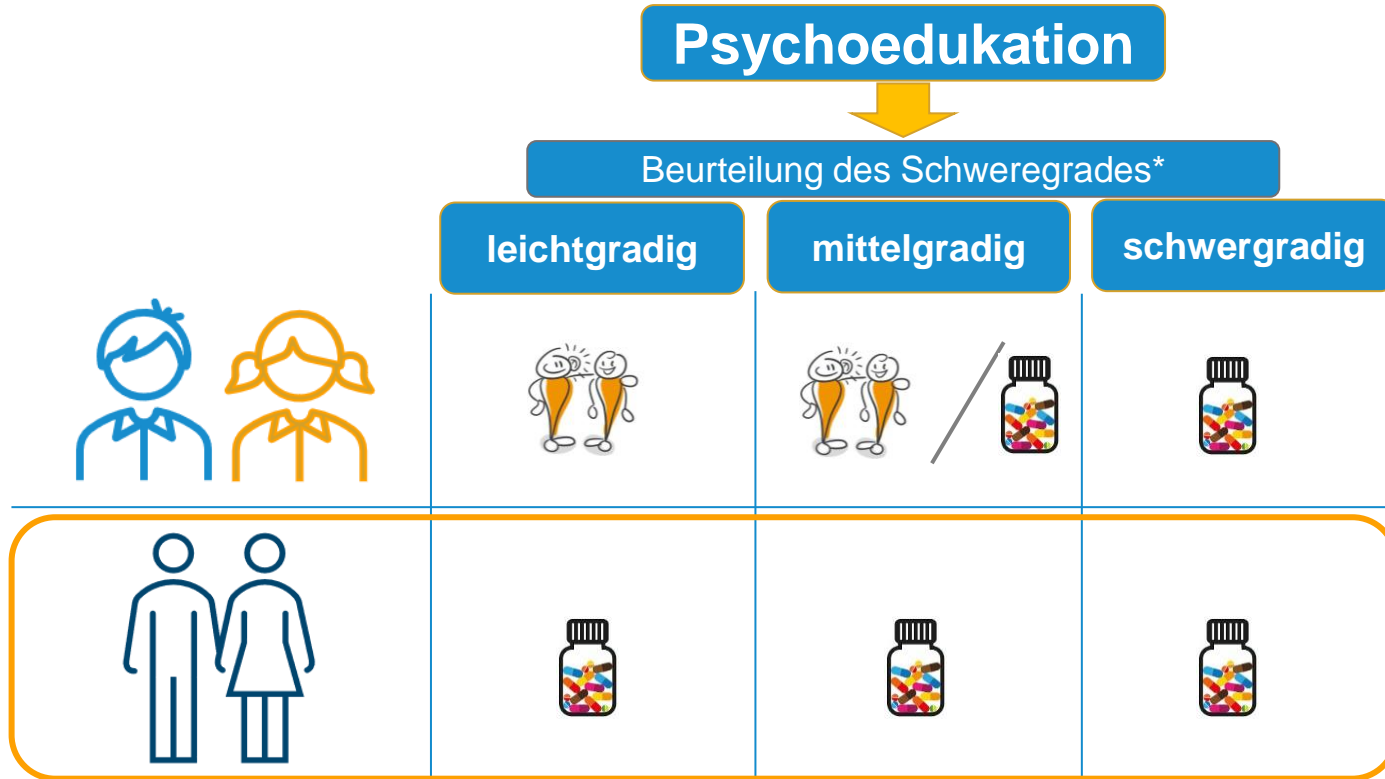 Psychoedukation
Beurteilung des Schweregrades*
leichtgradig
mittelgradig
schwergradig